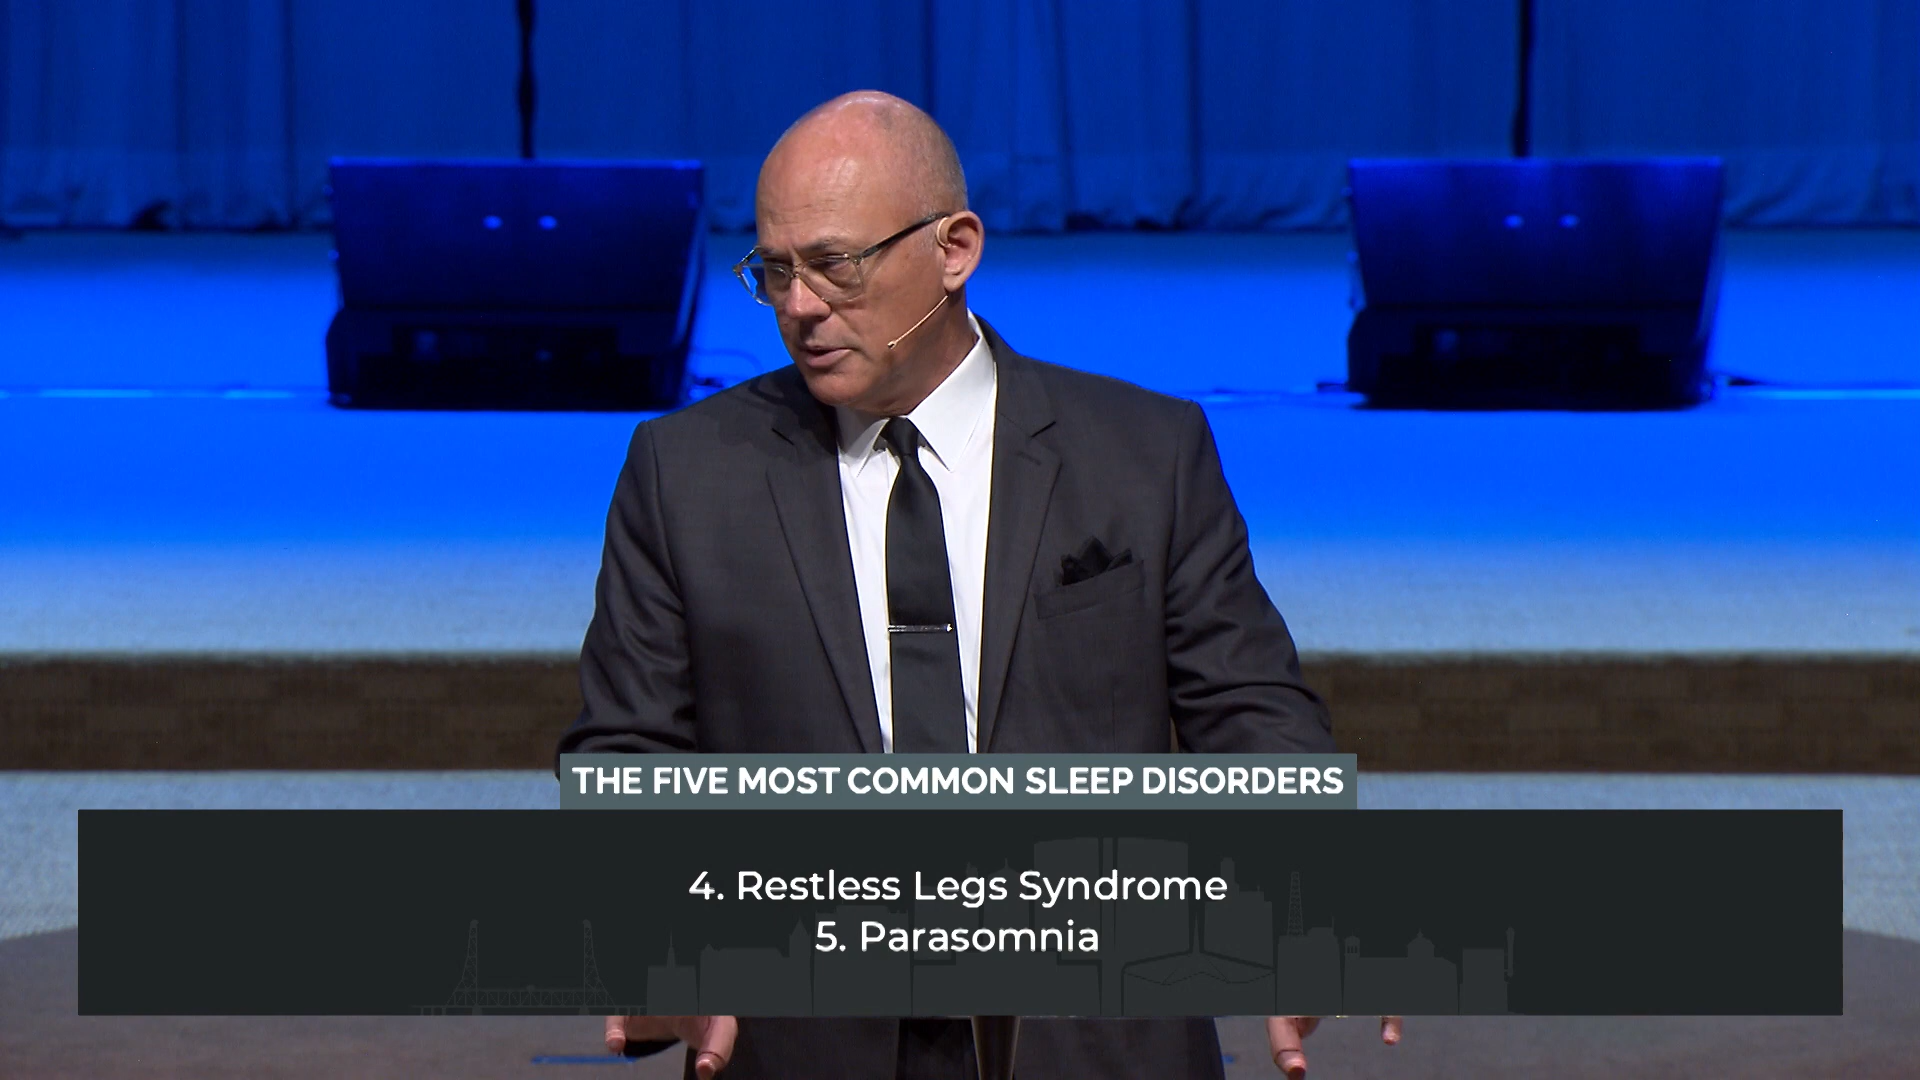 THE FIVE MOST COMMON SLEEP DISORDERS
4. Restless Legs Syndrome
5. Parasomnia